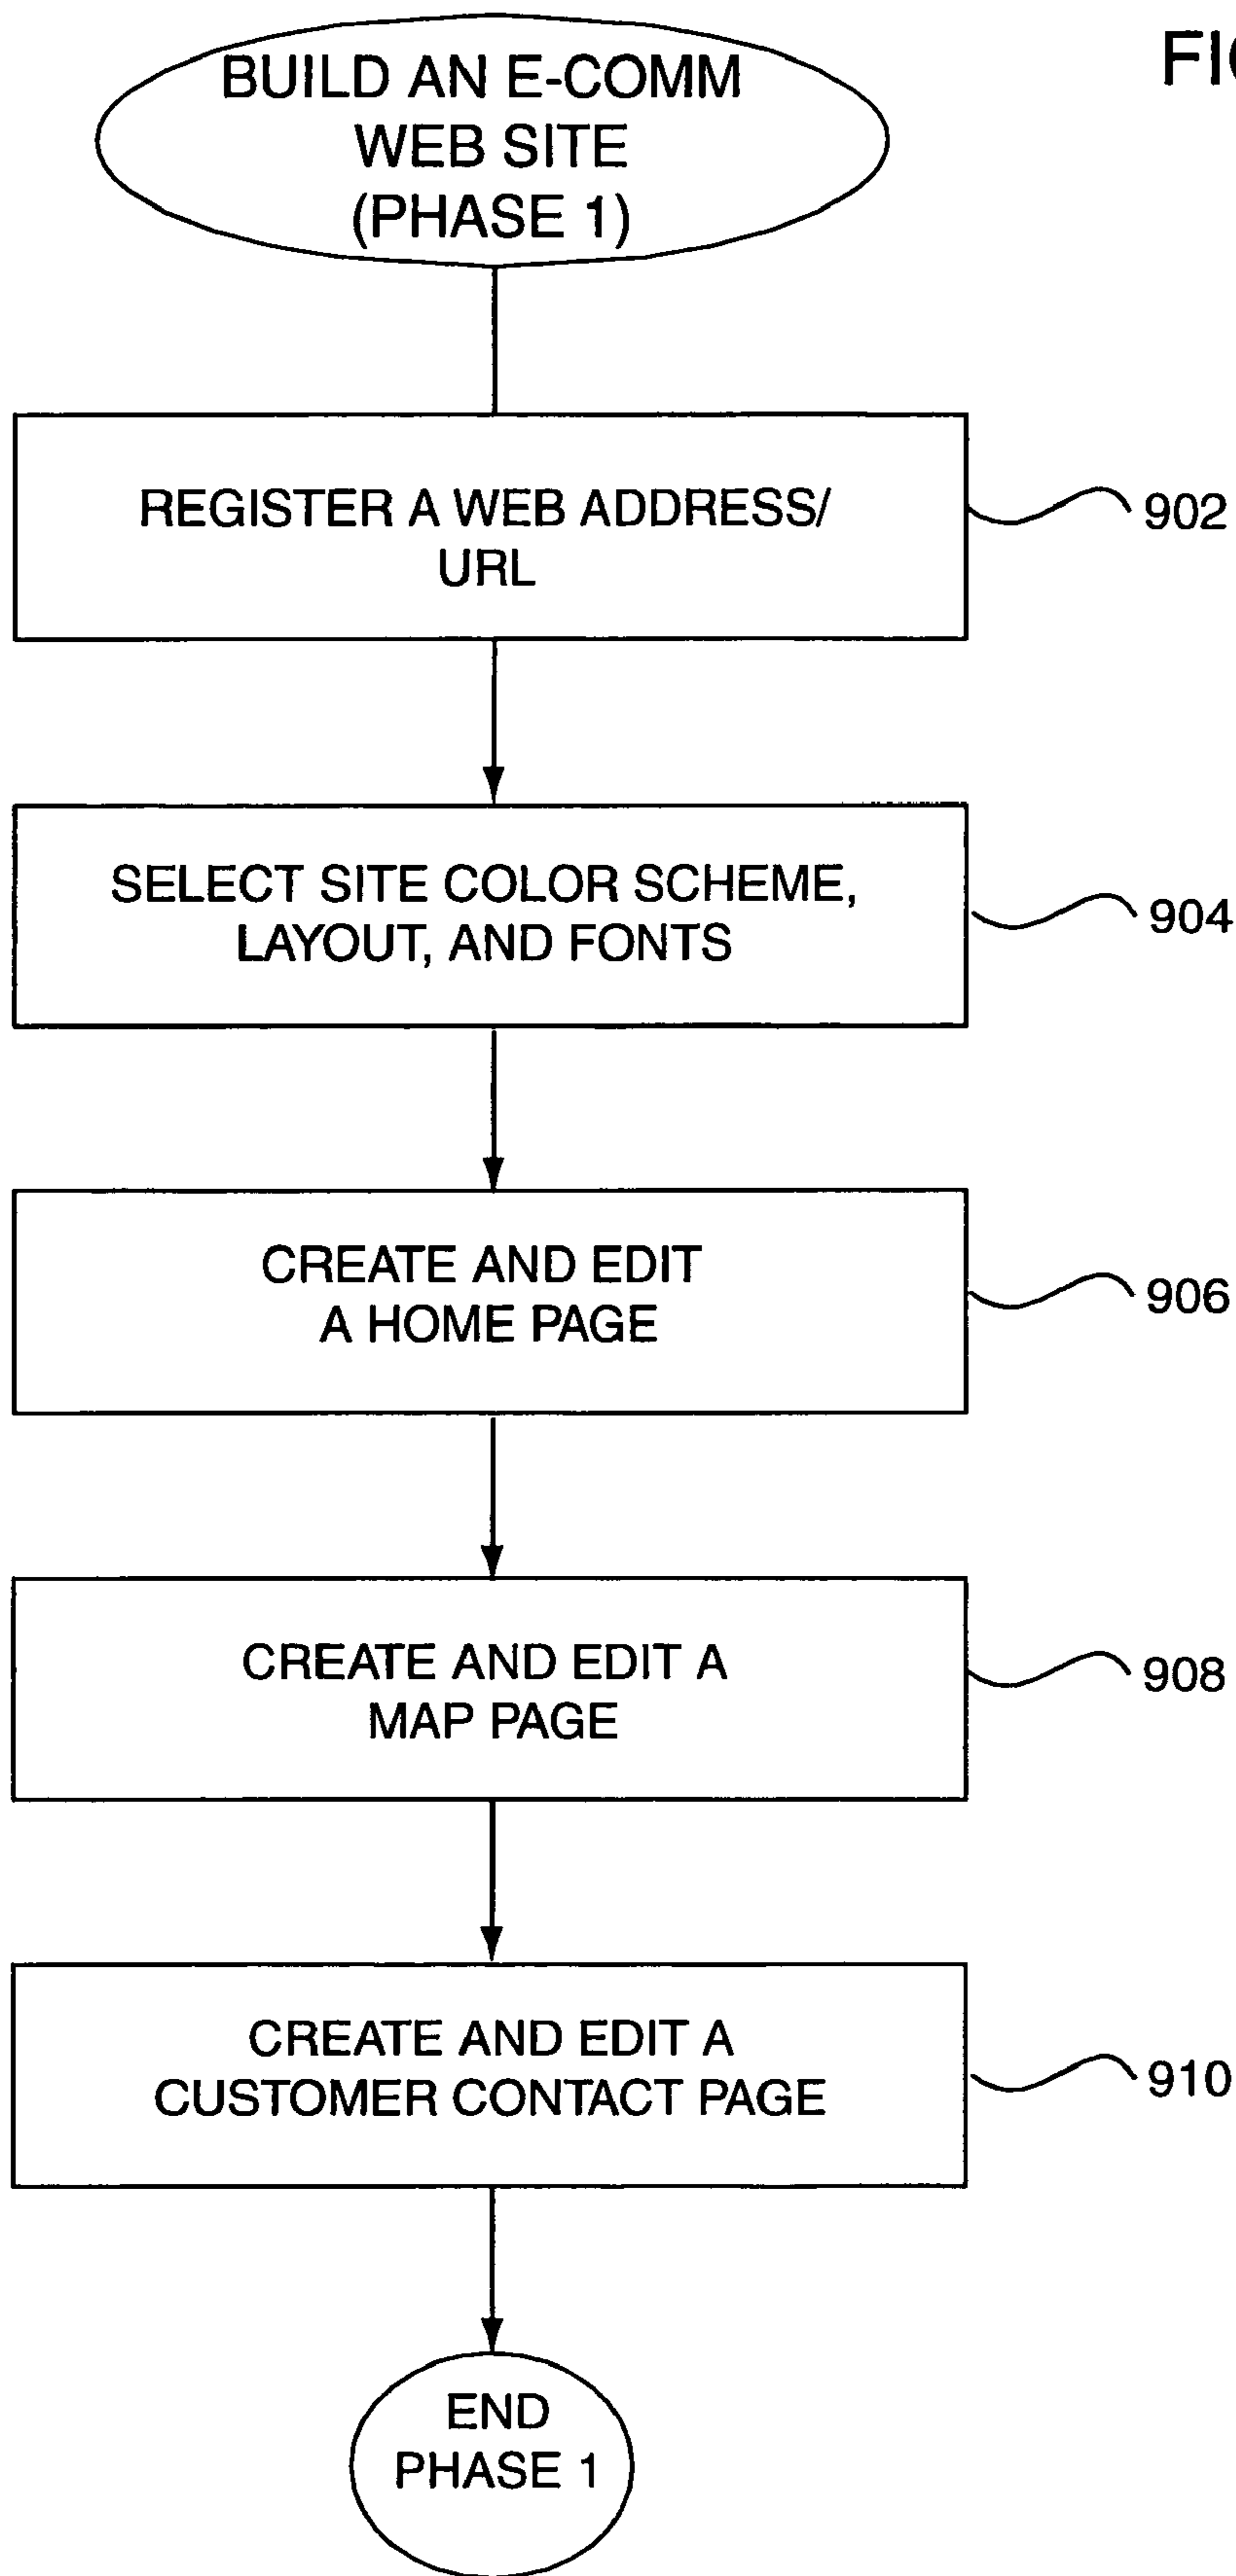 BUILD AN E-COMM
WEB SITE
(PHASE 1)
REGISTER A WEB ADDRESS/
URL
902
SELECT SITE COLOR SCHEME,
LAYOUT, AND FONTS
904
CREATE AND EDIT
A HOME PAGE
906
CREATE AND EDIT A
MAP PAGE
908
CREATE AND EDIT A
CUSTOMER CONTACT PAGE
910
END
PHASE 1